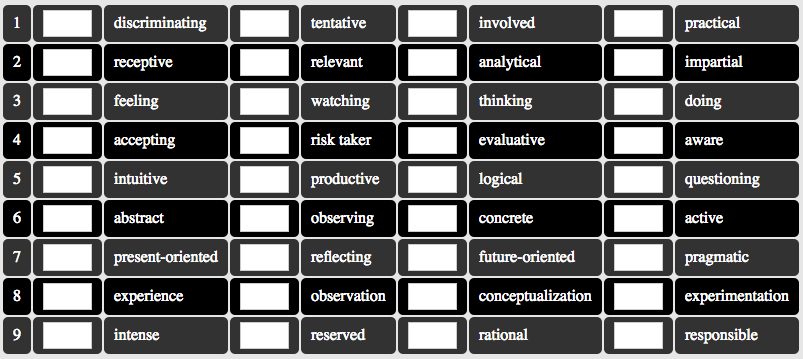 1 discriminating tentative involved practical
2 receptive relevant analytical impartial
3 feeling watching thinking doing
4 accepting risk taker evaluative aware
5 intuitive productive logical questioning
6 abstract observing concrete active
7 present-oriented reflecting future-oriented pragmatic
8 experience observation conceptualization experimentation
9 intense reserved rational responsible